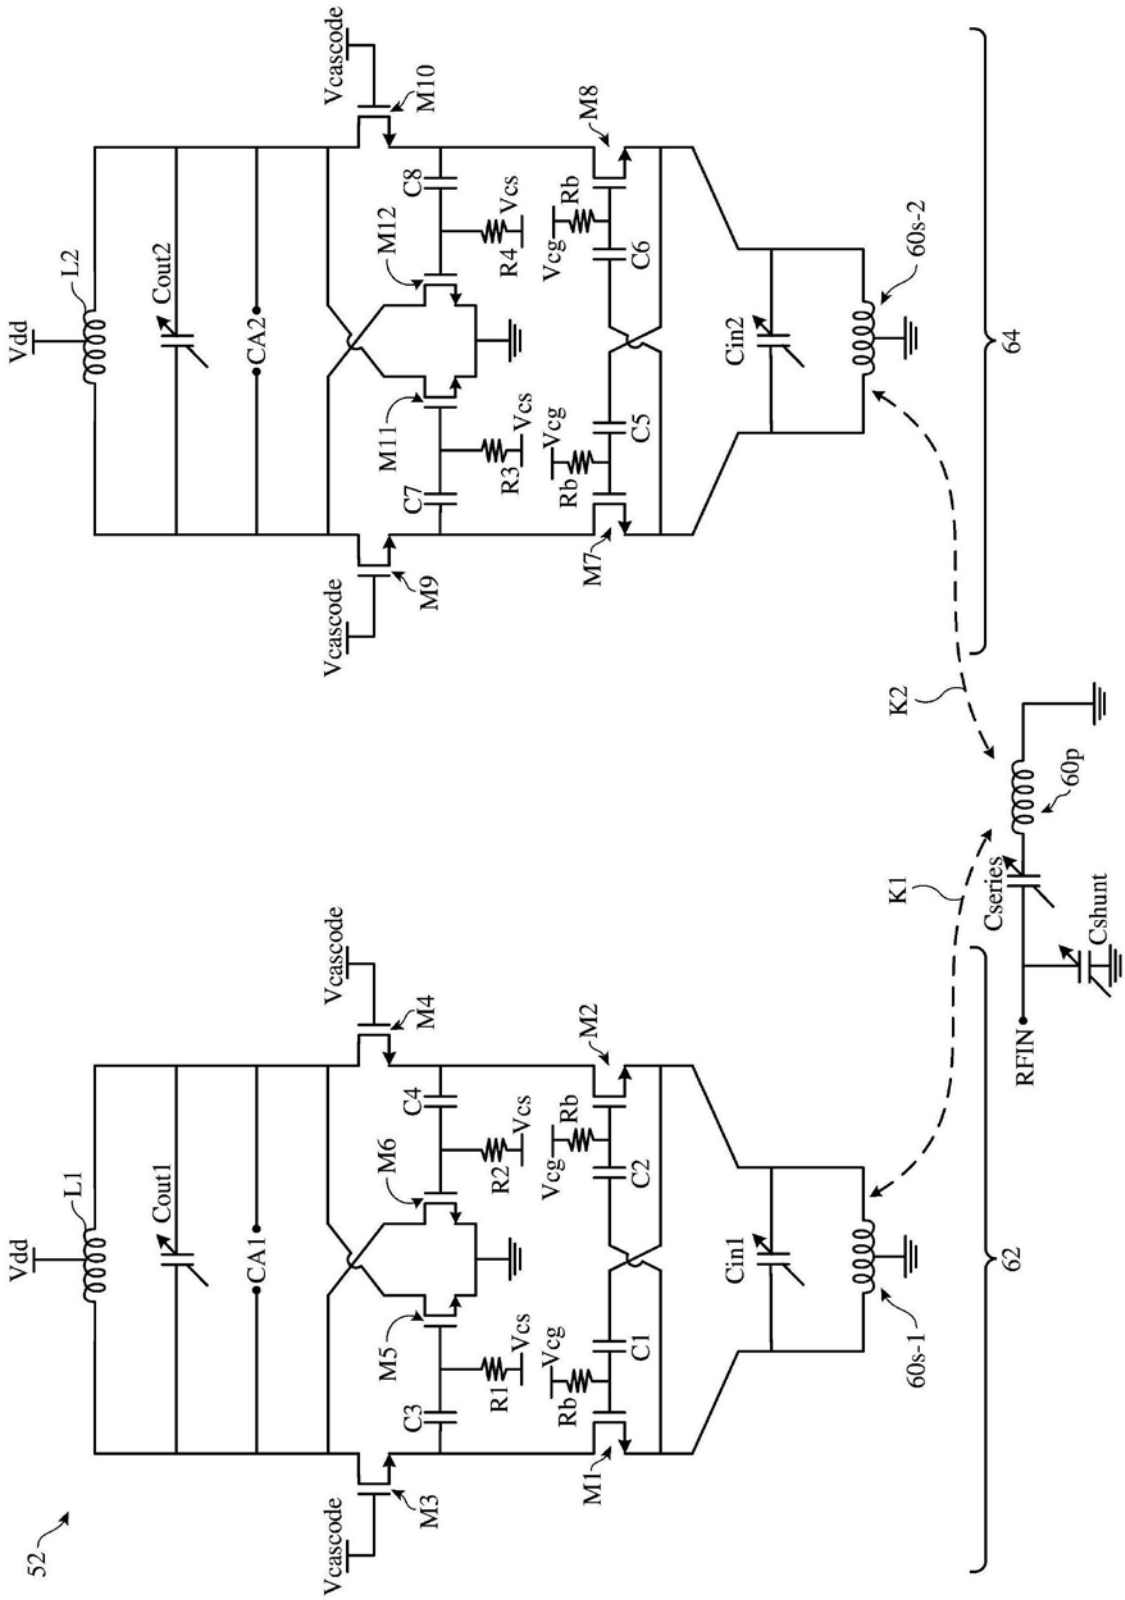 52
Vdd
L1
Cout1
CA1
Vcascode
M3
Vcascode
M4
C3
M5
R1
Vcs
M6
C4
R2
Vcs
M1
Rb
Vcg
C1
Vcg
Rb
C2
M2
Cin1
60s-1
62
Vdd
L2
Cout2
CA2
Vcascode
M9
Vcascode
M10
C7
M11
R3
Vcs
M12
C8
R4
Vcs
M7
Rb
Vcg
C5
Vcg
Rb
C6
M8
Cin2
60s-2
64
K1
K2
RFIN
Cseries
Cshunt
60p